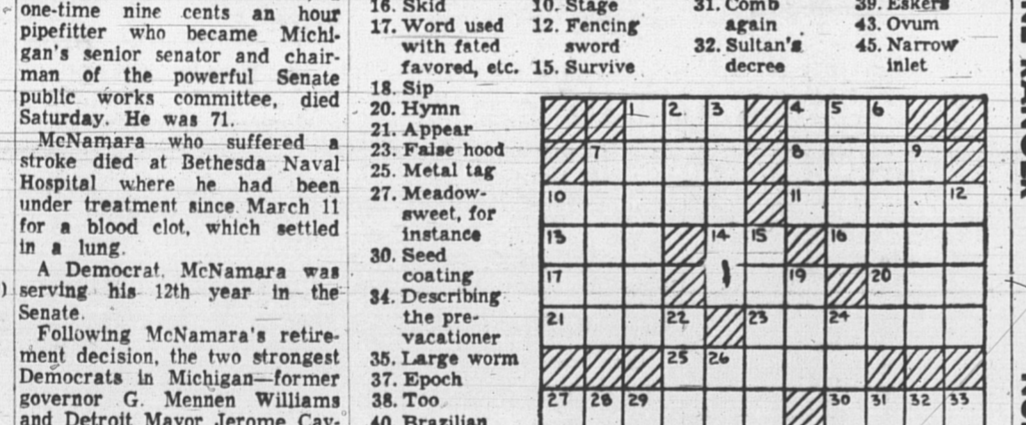 one-time nine cents an hour
pipefitter who became Michi-
gan's senior senator and chair-
man of the powerful Senate
public works committee, died
Saturday. He was 71.
McNamara who suffered a
stroke died at Bethesda Naval
Hospital where he had been
under treatment since March 11
for a blood clot, which settled
in a lung.
A Democrat, McNamara was
) serving his 12th year in the
Senate.
Following McNamara's retire-
ment decision, the two strongest
Democrats in Michigan—former
governor G. Mennen Williams
and Detroit Mayor Jerome Cav-
16. Skid
17. Word used
with fated
favored, etc.
18. Sip
20. Hymn
21. Appear
23. False hood
25. Metal tag
27. Meadow-
sweet, for
instance
30. Seed
coating
34. Describing
the pre-
vacationer
35. Large worm
37. Epoch
38. Too
40. Brazilian
10. Stage
12. Fencing
sword
15. Survive
31. Comb
again
32. Sultan's
decree
39. Eskers
43. Ovum
45. Narrow
inlet
1 2 3 4 5 6
7 8 9
10 11 12
13 14 15 16
17 19 20
21 22 23 24
25 26
27 28 29 30 31 32 33